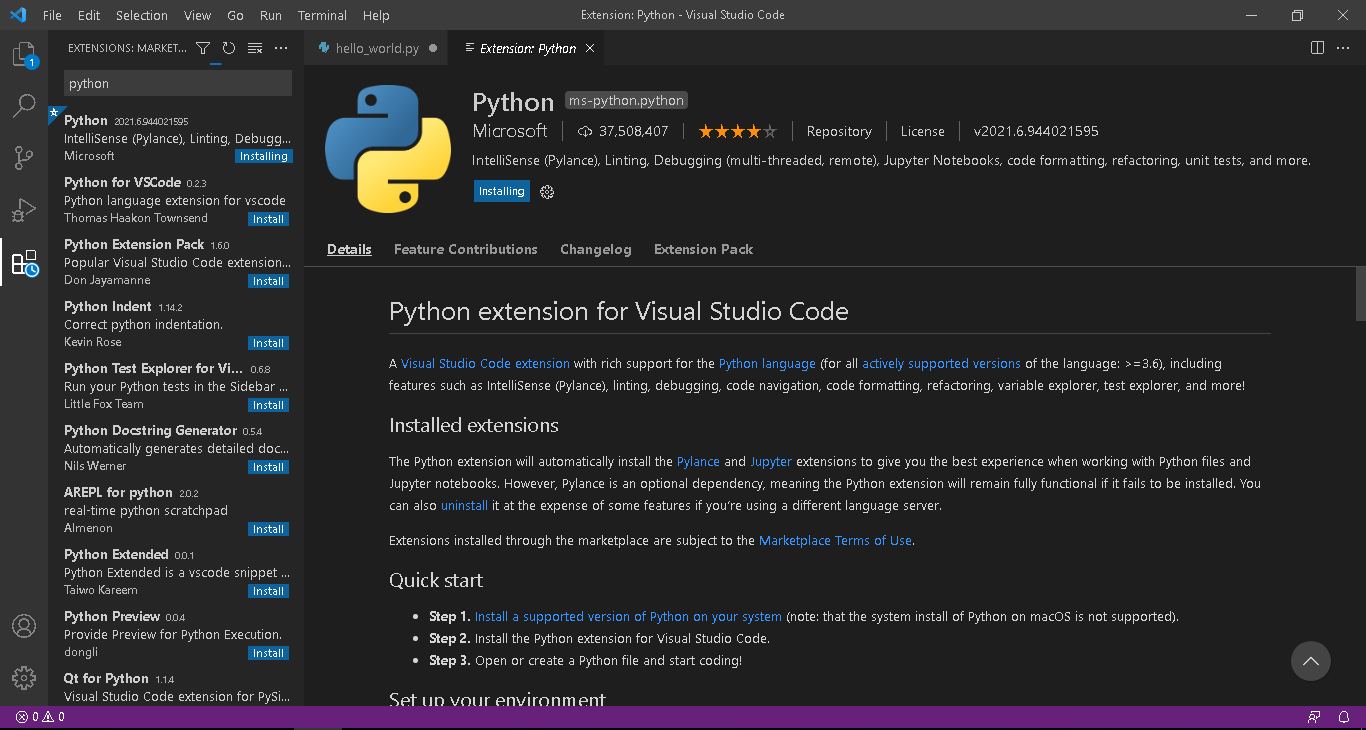 File Edit Selection View Go Run Terminal Help
Extension: Python - Visual Studio Code
1
EXTENSIONS: MARKET...
python
Python 2021.6.944021595
IntelliSense (Pylance), Linting, Debugg...
Microsoft Installing
Python for VSCode 0.2.3
Python language extension for vscode
Thomas Haakon Townsend Install
Python Extension Pack 1.6.0
Popular Visual Studio Code extension...
Don Jayamanne Install
Python Indent 1.14.2
Correct python indentation.
Kevin Rose Install
Python Test Explorer for Vi... 0.6.8
Run your Python tests in the Sidebar ...
Little Fox Team Install
Python Docstring Generator 0.5.4
Automatically generates detailed doc...
Nils Werner Install
AREPL for python 2.0.2
real-time python scratchpad
Almenon Install
Python Extended 0.0.1
Python Extended is a vscode snippet ...
Taiwo Kareem Install
Python Preview 0.0.4
Provide Preview for Python Execution.
dongli Install
Qt for Python 1.1.4
Visual Studio Code extension for PySi...
hello_world.py
Extension: Python
Python ms-python.python
Microsoft 37,508,407 Repository License v2021.6.944021595
IntelliSense (Pylance), Linting, Debugging (multi-threaded, remote), Jupyter Notebooks, code formatting, refactoring, unit tests, and more.
Installing
Details Feature Contributions Changelog Extension Pack
Python extension for Visual Studio Code
A Visual Studio Code extension with rich support for the Python language (for all actively supported versions of the language: >=3.6), including
features such as IntelliSense (Pylance), linting, debugging, code navigation, code formatting, refactoring, variable explorer, test explorer, and more!
Installed extensions
The Python extension will automatically install the Pylance and Jupyter extensions to give you the best experience when working with Python files and
Jupyter notebooks. However, Pylance is an optional dependency, meaning the Python extension will remain fully functional if it fails to be installed. You
can also uninstall it at the expense of some features if you're using a different language server.
Extensions installed through the marketplace are subject to the Marketplace Terms of Use.
Quick start
• Step 1. Install a supported version of Python on your system (note: that the system install of Python on macOS is not supported).
• Step 2. Install the Python extension for Visual Studio Code.
• Step 3. Open or create a Python file and start coding!
Set up your environment
0 0